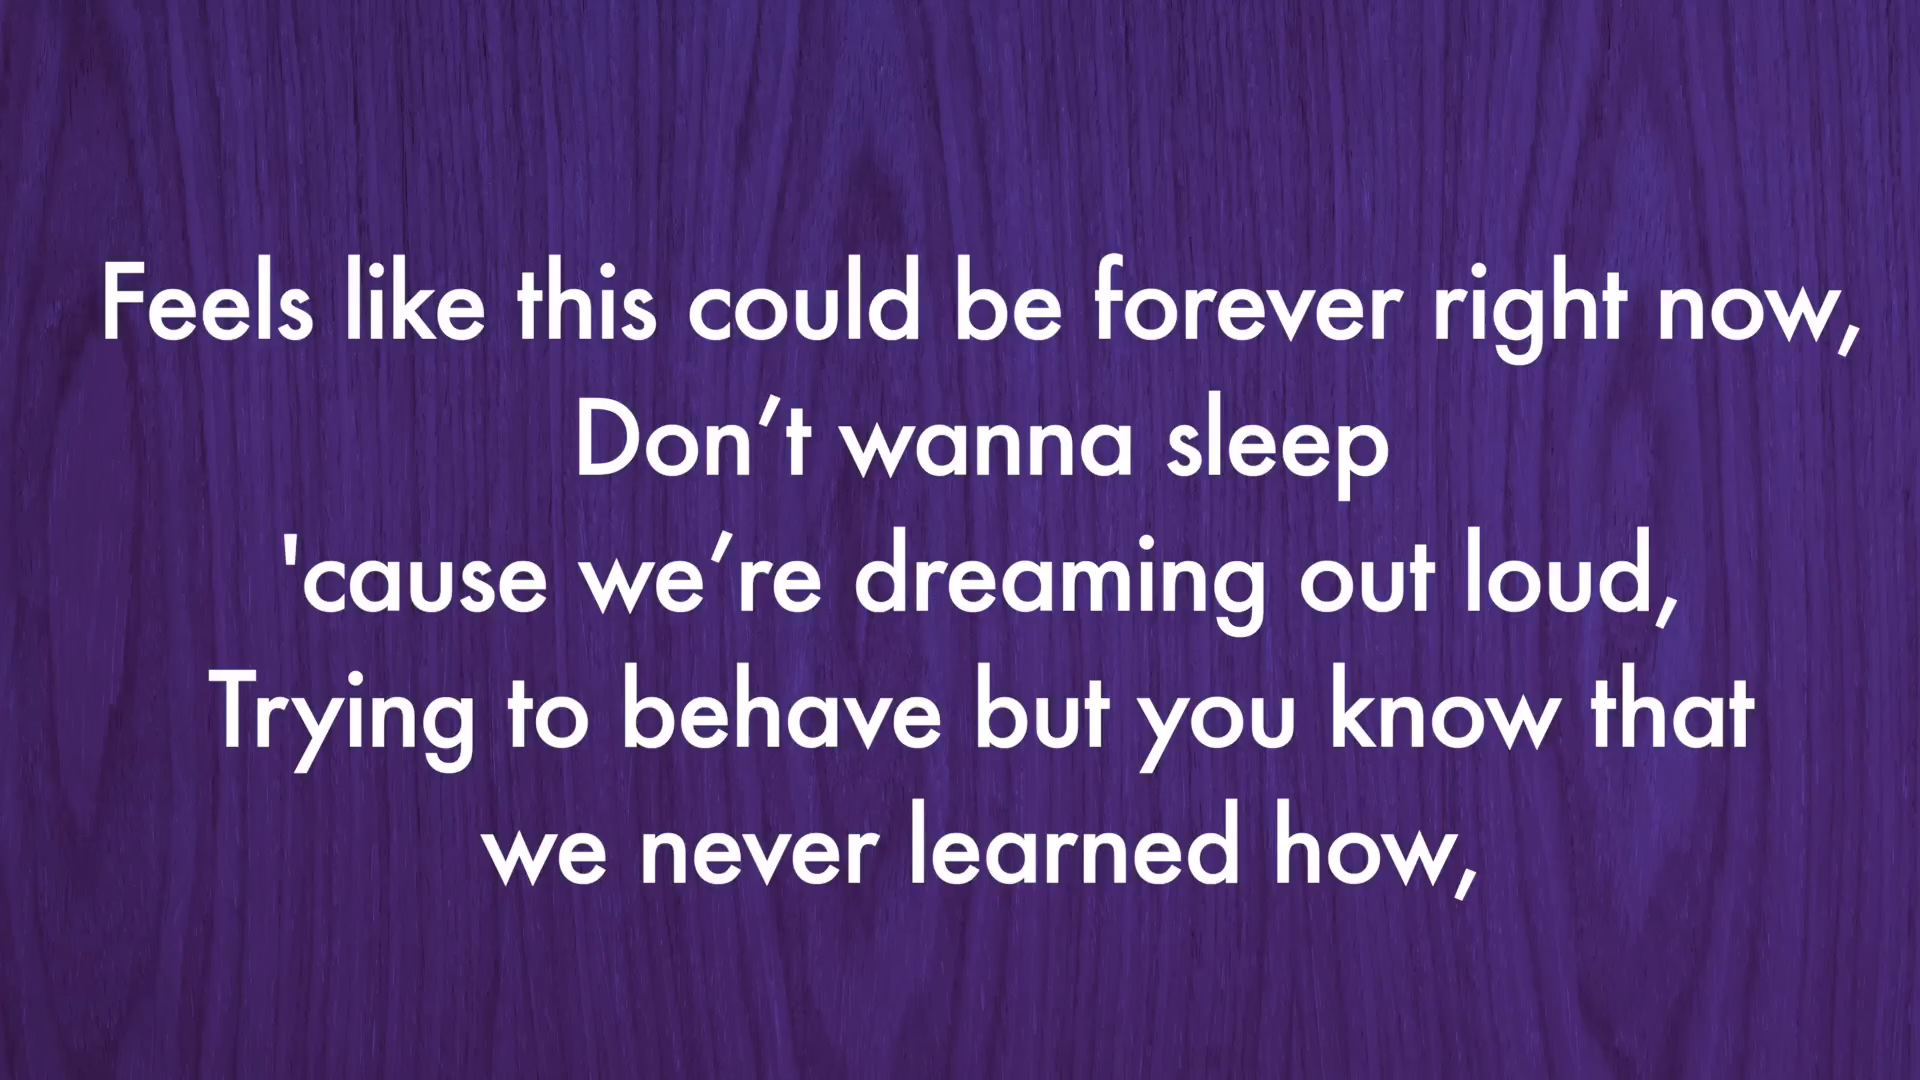 Feels like this could be forever right now,
Don’t wanna sleep
'cause we’re dreaming out loud,
Trying to behave but you know that
we never learned how,